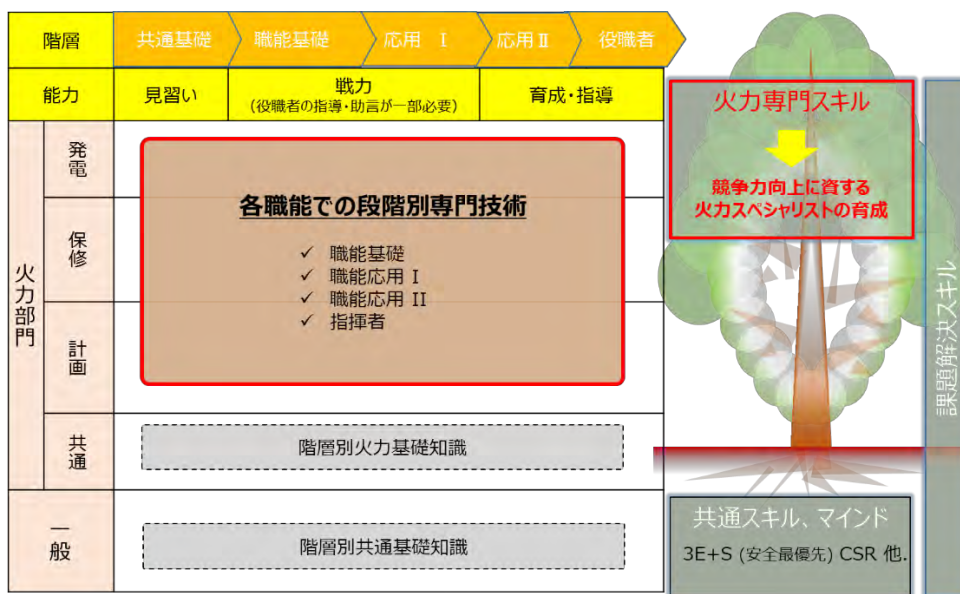 階層
共通基礎
職能基礎
応用 I
応用 II
役職者
能力
見習い
戦力
(役職者の指導・助言が一部必要)
育成・指導
火力部門
発電
保修
計画
共通
一般
各職能での段階別専門技術
✓ 職能基礎
✓ 職能応用 I
✓ 職能応用 II
✓ 指揮者
階層別火力基礎知識
階層別共通基礎知識
火力専門スキル
競争力向上に資する
火力スペシャリストの育成
課題解決スキル
共通スキル、マインド
3E+S (安全最優先) CSR 他.